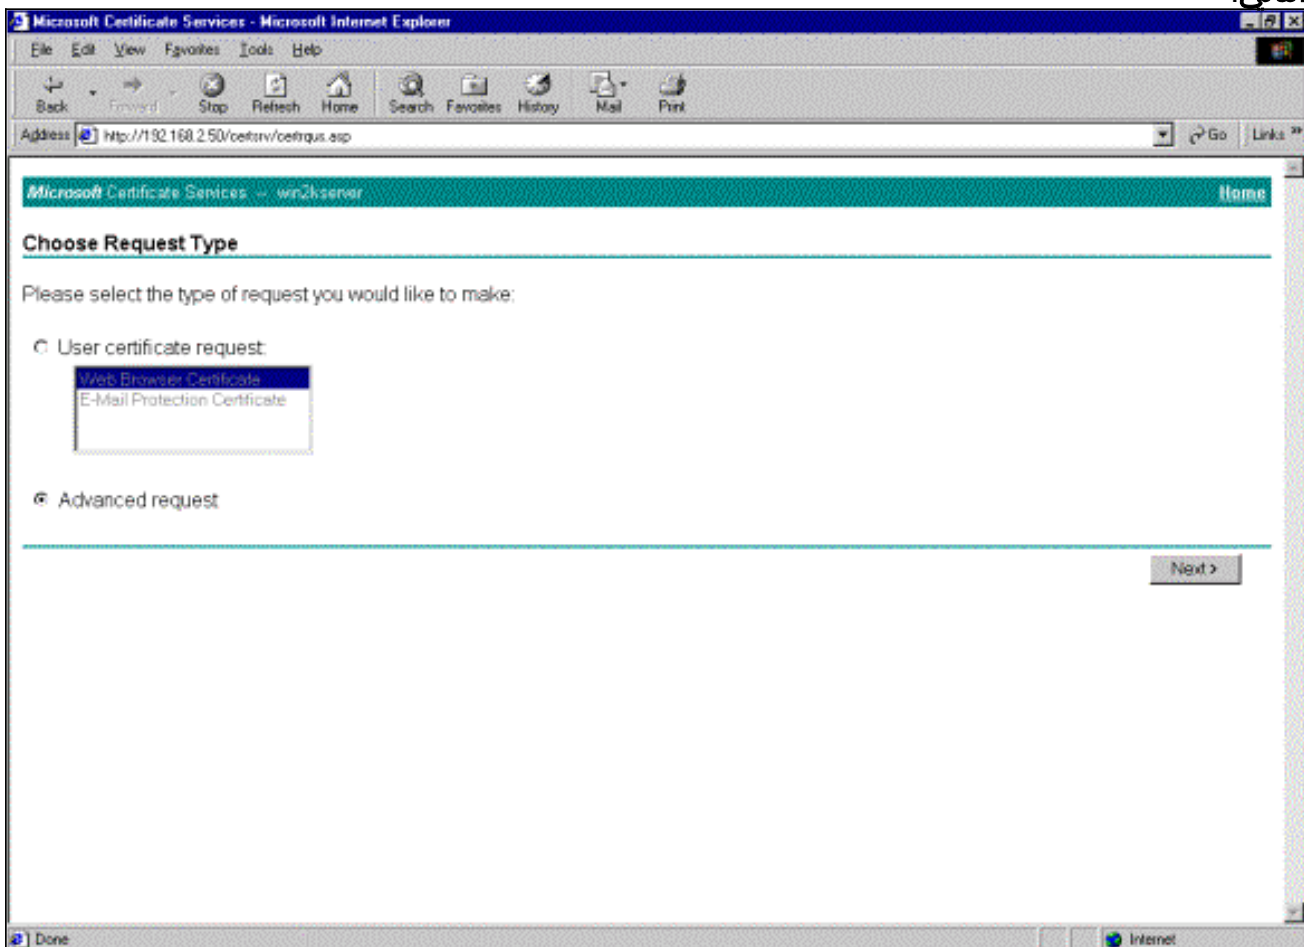 Microsoft Certificate Services - Microsoft Internet Explorer
File Edit View Favorites Tools Help
Back Forward Stop Refresh Home Search Favorites History Mail Print
Address http://192.168.2.50/certsrv/certrqus.asp Go Links »
Microsoft Certificate Services -- win2kserver Home
Choose Request Type
Please select the type of request you would like to make:
User certificate request:
Web Browser Certificate
E-Mail Protection Certificate
Advanced request
Next >
Done Internet